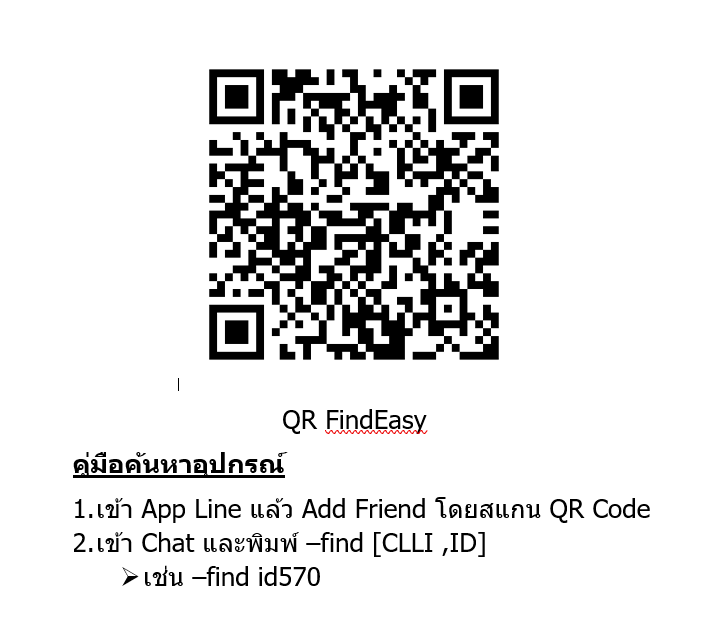 QR FindEasy
คู่มือค้นหาอุปกรณ์
1.เข้า App Line แล้ว Add Friend โดยสแกน QR Code
2.เข้า Chat และพิมพ์ –find [CLLI ,ID]
➢เช่น –find id570